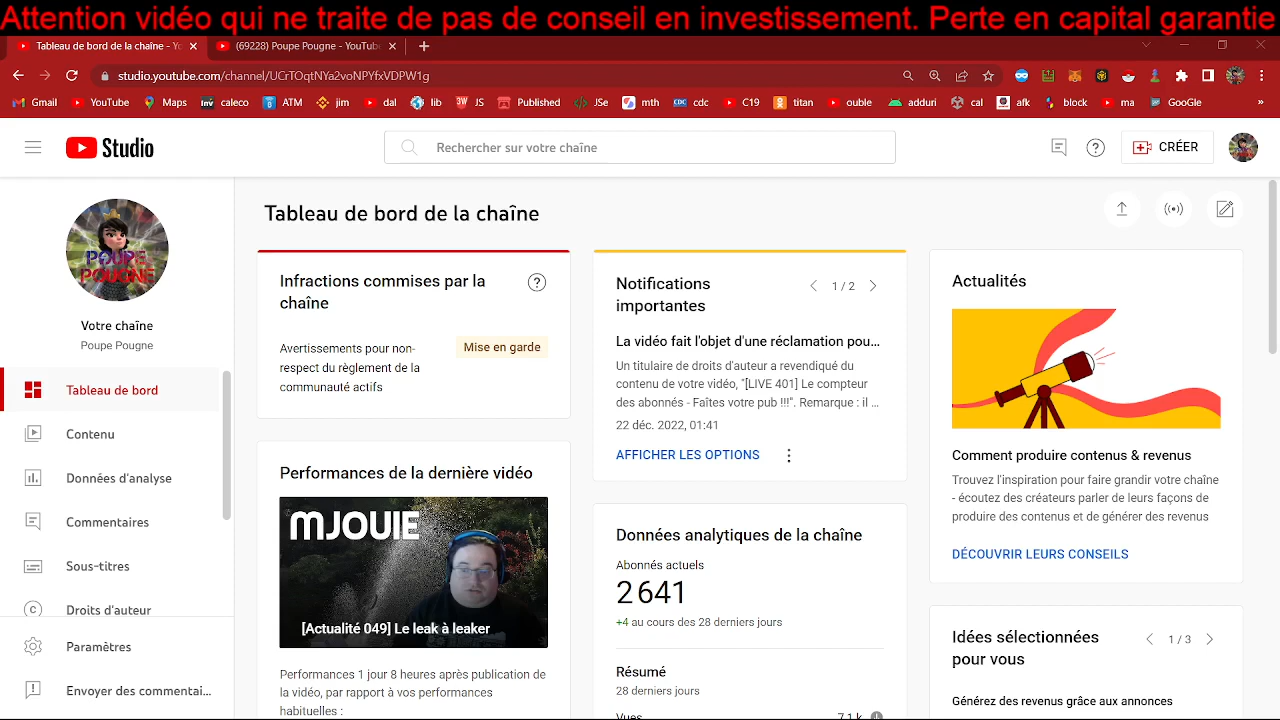 Attention vidéo qui ne traite de pas de conseil en investissement. Perte en capital garantie
Tableau de bord de la chaîne - Yo
(69228) Poupe Pougne - YouTube
studio.youtube.com/channel/UCrTOqtNYa2voNPYfxVDPW1g
Gmail YouTube Maps caleco ATM jim dal lib JS Published JSe mth cdc C19 titan ouble adduri cal afk block ma GoOGle »
Studio
Rechercher sur votre chaîne
CRÉER
POUPE
POUGNE
Votre chaîne
Poupe Pougne
Tableau de bord
Contenu
Données d'analyse
Commentaires
Sous-titres
Droits d'auteur
Paramètres
Envoyer des commentai...
Tableau de bord de la chaîne
Infractions commises par la
chaîne
Avertissements pour non-
respect du règlement de la
communauté actifs
Mise en garde
Performances de la dernière vidéo
MJOUIE
[Actualité 049] Le leak à leaker
Performances 1 jour 8 heures après publication de
la vidéo, par rapport à vos performances
habituelles :
Notifications
importantes
1 / 2
La vidéo fait l'objet d'une réclamation pou...
Un titulaire de droits d'auteur a revendiqué du
contenu de votre vidéo, "[LIVE 401] Le compteur
des abonnés - Faîtes votre pub !!!". Remarque : il ...
22 déc. 2022, 01:41
AFFICHER LES OPTIONS
Données analytiques de la chaîne
Abonnés actuels
2 641
+4 au cours des 28 derniers jours
Résumé
28 derniers jours
Vues 7,1 k
Actualités
Comment produire contenus & revenus
Trouvez l'inspiration pour faire grandir votre chaîne
- écoutez des créateurs parler de leurs façons de
produire des contenus et de générer des revenus
DÉCOUVRIR LEURS CONSEILS
Idées sélectionnées
pour vous
1 / 3
Générez des revenus grâce aux annonces